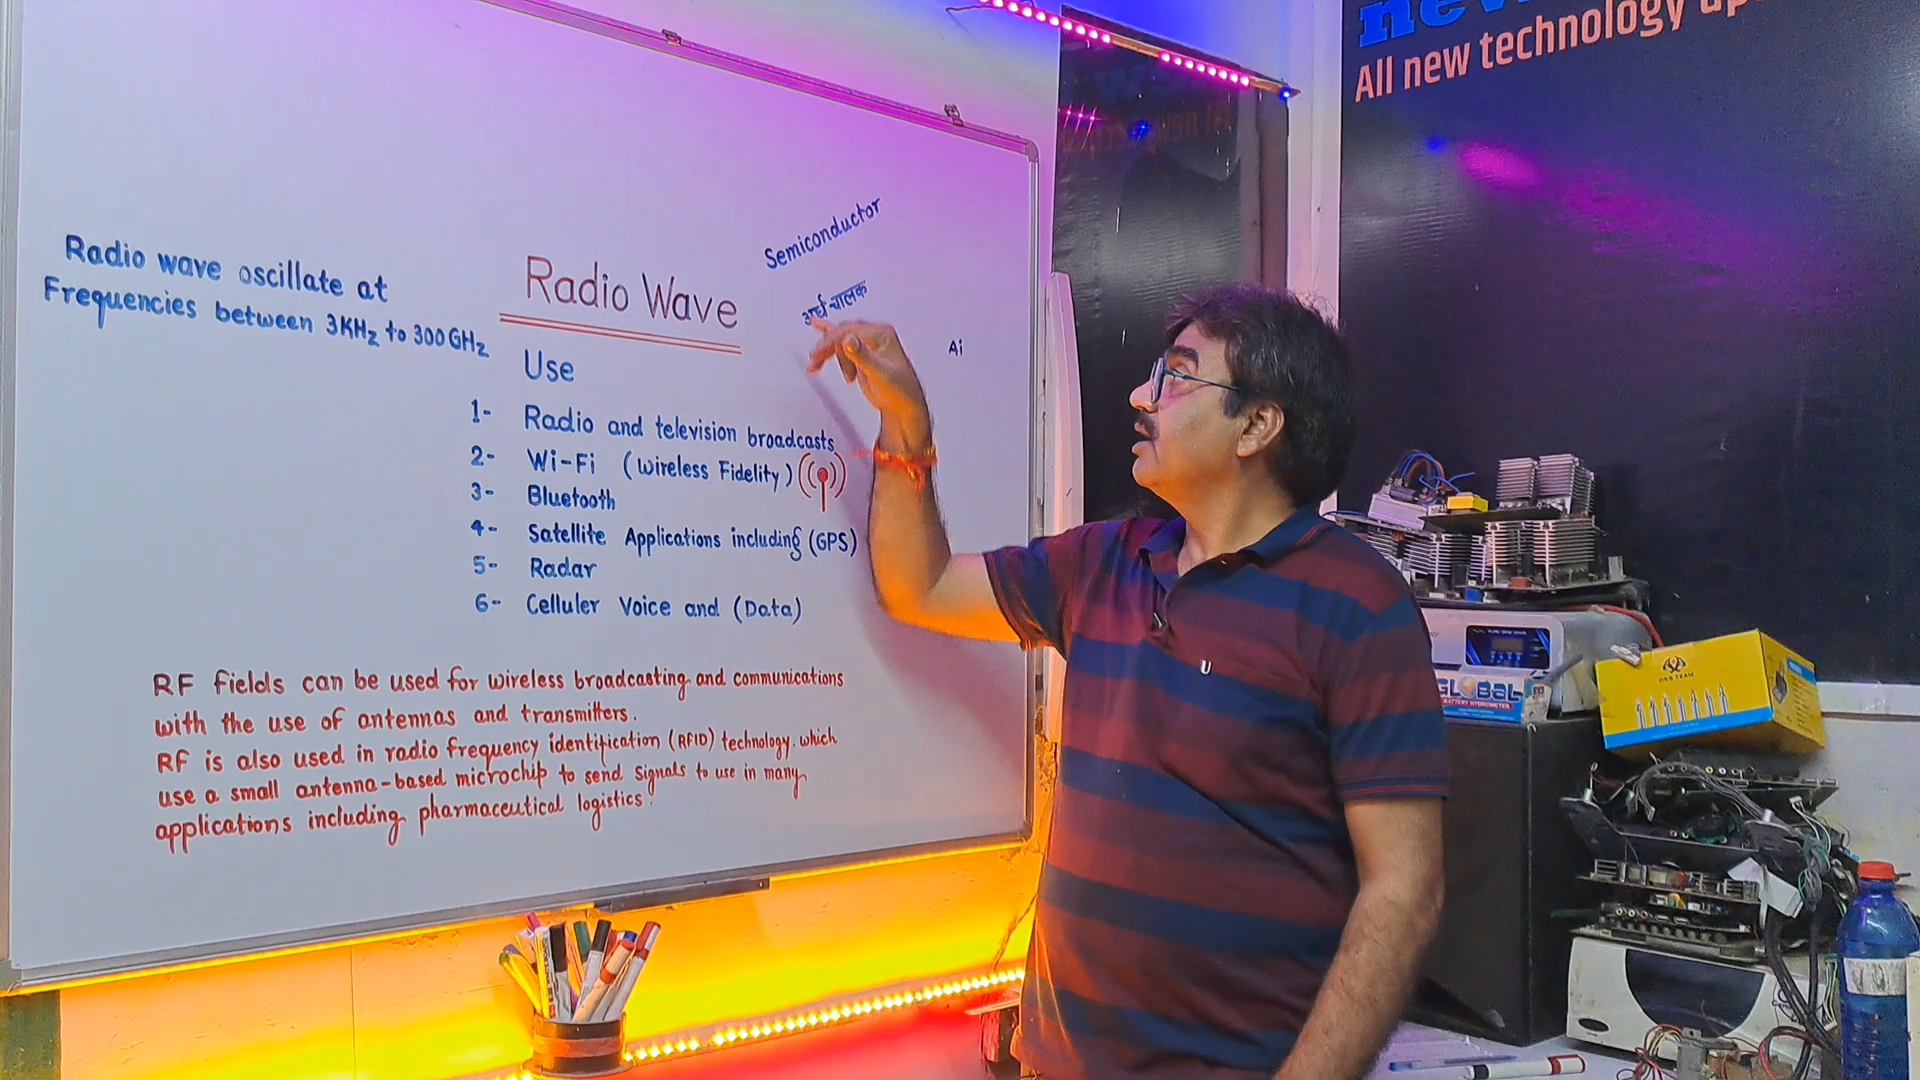 All new technology
Semiconductor
अर्ध चालक
Ai
Radio wave oscillate at
Frequencies between 3KHz to 300GHz
Radio Wave
Use
1- Radio and television broadcasts
2- Wi-Fi (wireless Fidelity)
3- Bluetooth
4- Satellite Applications including (GPS)
5- Radar
6- Celluler Voice and (Data)
RF fields can be used for wireless broadcasting and communications
with the use of antennas and transmitters.
RF is also used in radio frequency identification (RFID) technology. which
use a small antenna-based microchip to send signals to use in many
applications including pharmaceutical logistics.
U
GLOBAL
BATTERY HYDROMETER
DSS TEAM